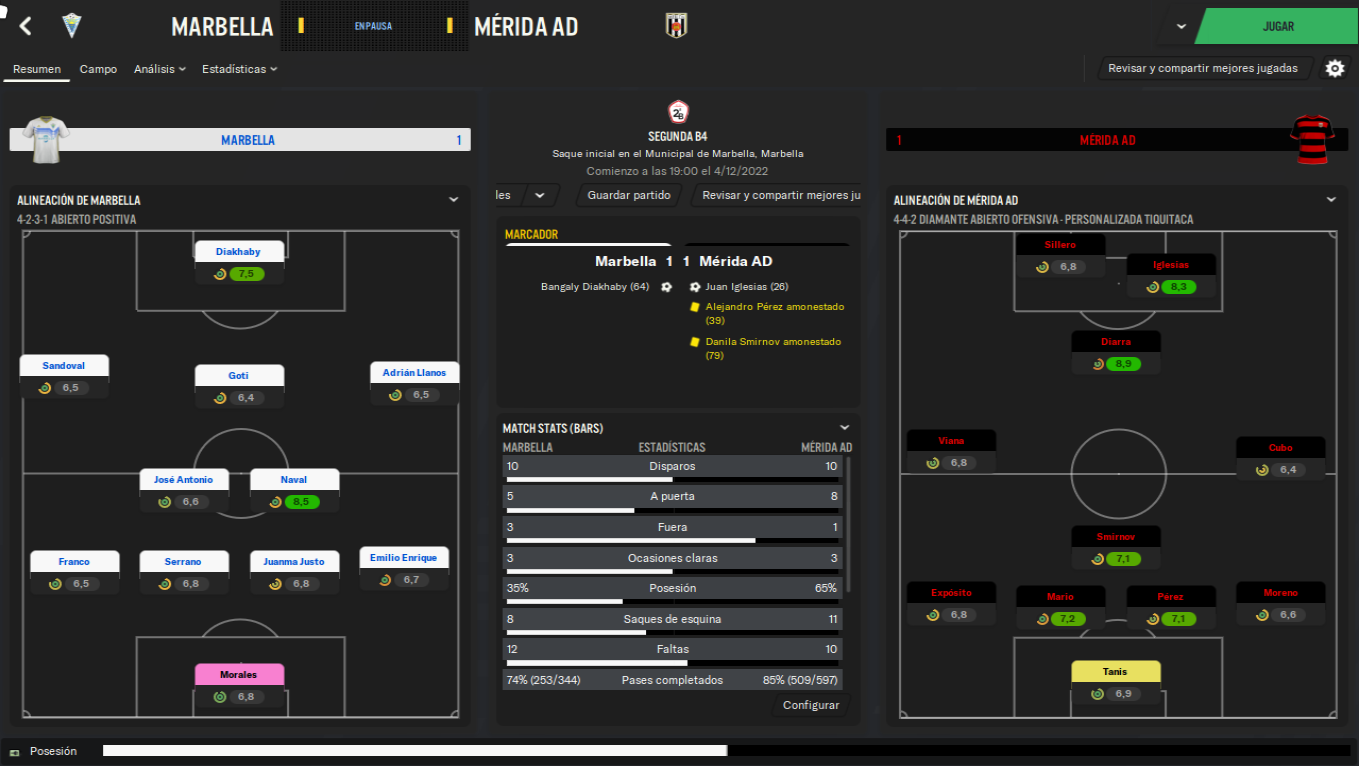 MARBELLA
EN PAUSA
MÉRIDA AD
JUGAR
Resumen
Campo
Análisis
Estadísticas
Revisar y compartir mejores jugadas
MARBELLA 1
ALINEACIÓN DE MARBELLA
4-2-3-1 ABIERTO POSITIVA
Diakhaby
7,5
Sandoval
6,5
Goti
6,4
Adrián Llanos
6,5
José Antonio
6,6
Naval
8,5
Franco
6,5
Serrano
6,8
Juanma Justo
6,8
Emilio Enrique
6,7
Morales
6,8
2ªB
SEGUNDA B4
Saque inicial en el Municipal de Marbella, Marbella
Comienzo a las 19:00 el 4/12/2022
les
Guardar partido
Revisar y compartir mejores ju
MARCADOR
Marbella 1 1 Mérida AD
Bangaly Diakhaby (64)
Juan Iglesias (26)
Alejandro Pérez amonestado
(39)
Danila Smirnov amonestado
(79)
MATCH STATS (BARS)
MARBELLA ESTADÍSTICAS MÉRIDA AD
10 Disparos 10
5 A puerta 8
3 Fuera 1
3 Ocasiones claras 3
35% Posesión 65%
8 Saques de esquina 11
12 Faltas 10
74% (253/344) Pases completados 85% (509/597)
Configurar
1 MÉRIDA AD
ALINEACIÓN DE MÉRIDA AD
4-4-2 DIAMANTE ABIERTO OFENSIVA - PERSONALIZADA TIQUITACA
Sillero
6,8
Iglesias
8,3
Diarra
8,9
Viana
6,8
Cubo
6,4
Smirnov
7,1
Expósito
6,8
Mario
7,2
Pérez
7,1
Moreno
6,6
Tanis
6,9
Posesión